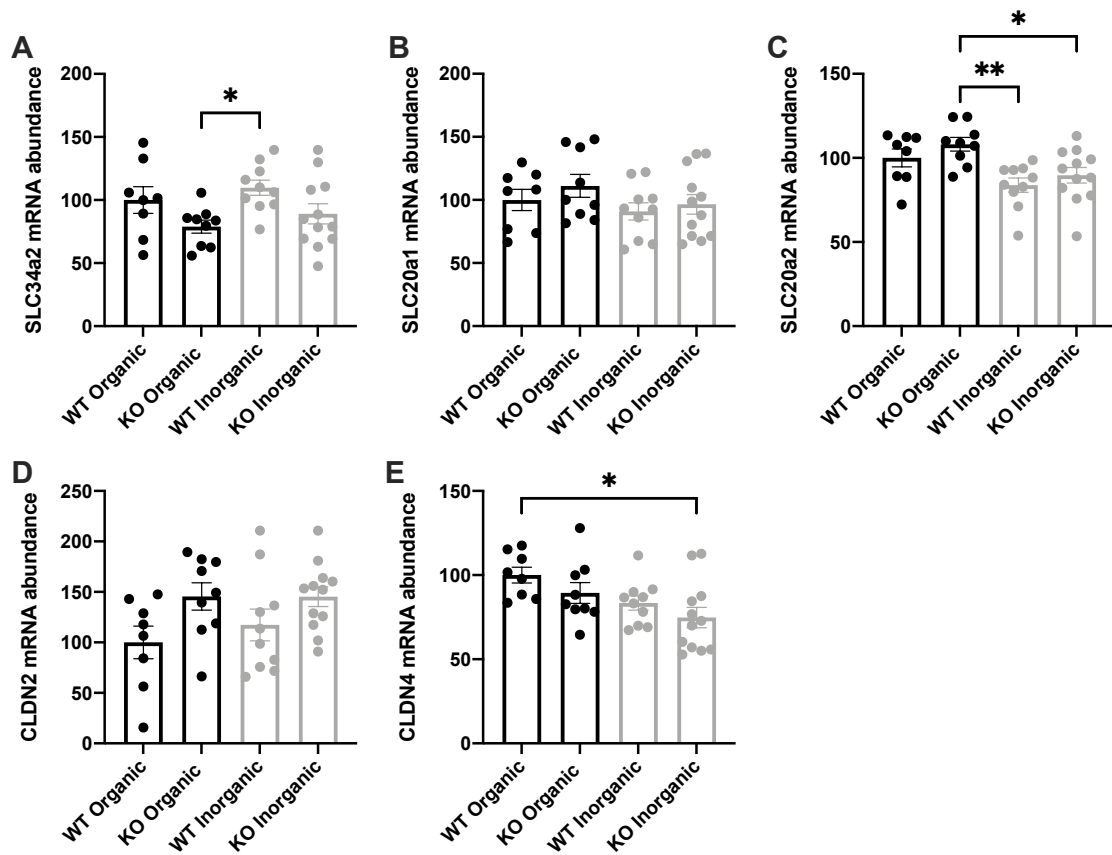 A
SLC34a2 mRNA abundance
200
150
100
50
0
*
WT Organic
KO Organic
WT Inorganic
KO Inorganic
B
SLC20a1 mRNA abundance
200
150
100
50
0
WT Organic
KO Organic
WT Inorganic
KO Inorganic
C
SLC20a2 mRNA abundance
150
100
50
0
*
**
WT Organic
KO Organic
WT Inorganic
KO Inorganic
D
CLDN2 mRNA abundance
250
200
150
100
50
0
WT Organic
KO Organic
WT Inorganic
KO Inorganic
E
CLDN4 mRNA abundance
150
100
50
0
*
WT Organic
KO Organic
WT Inorganic
KO Inorganic